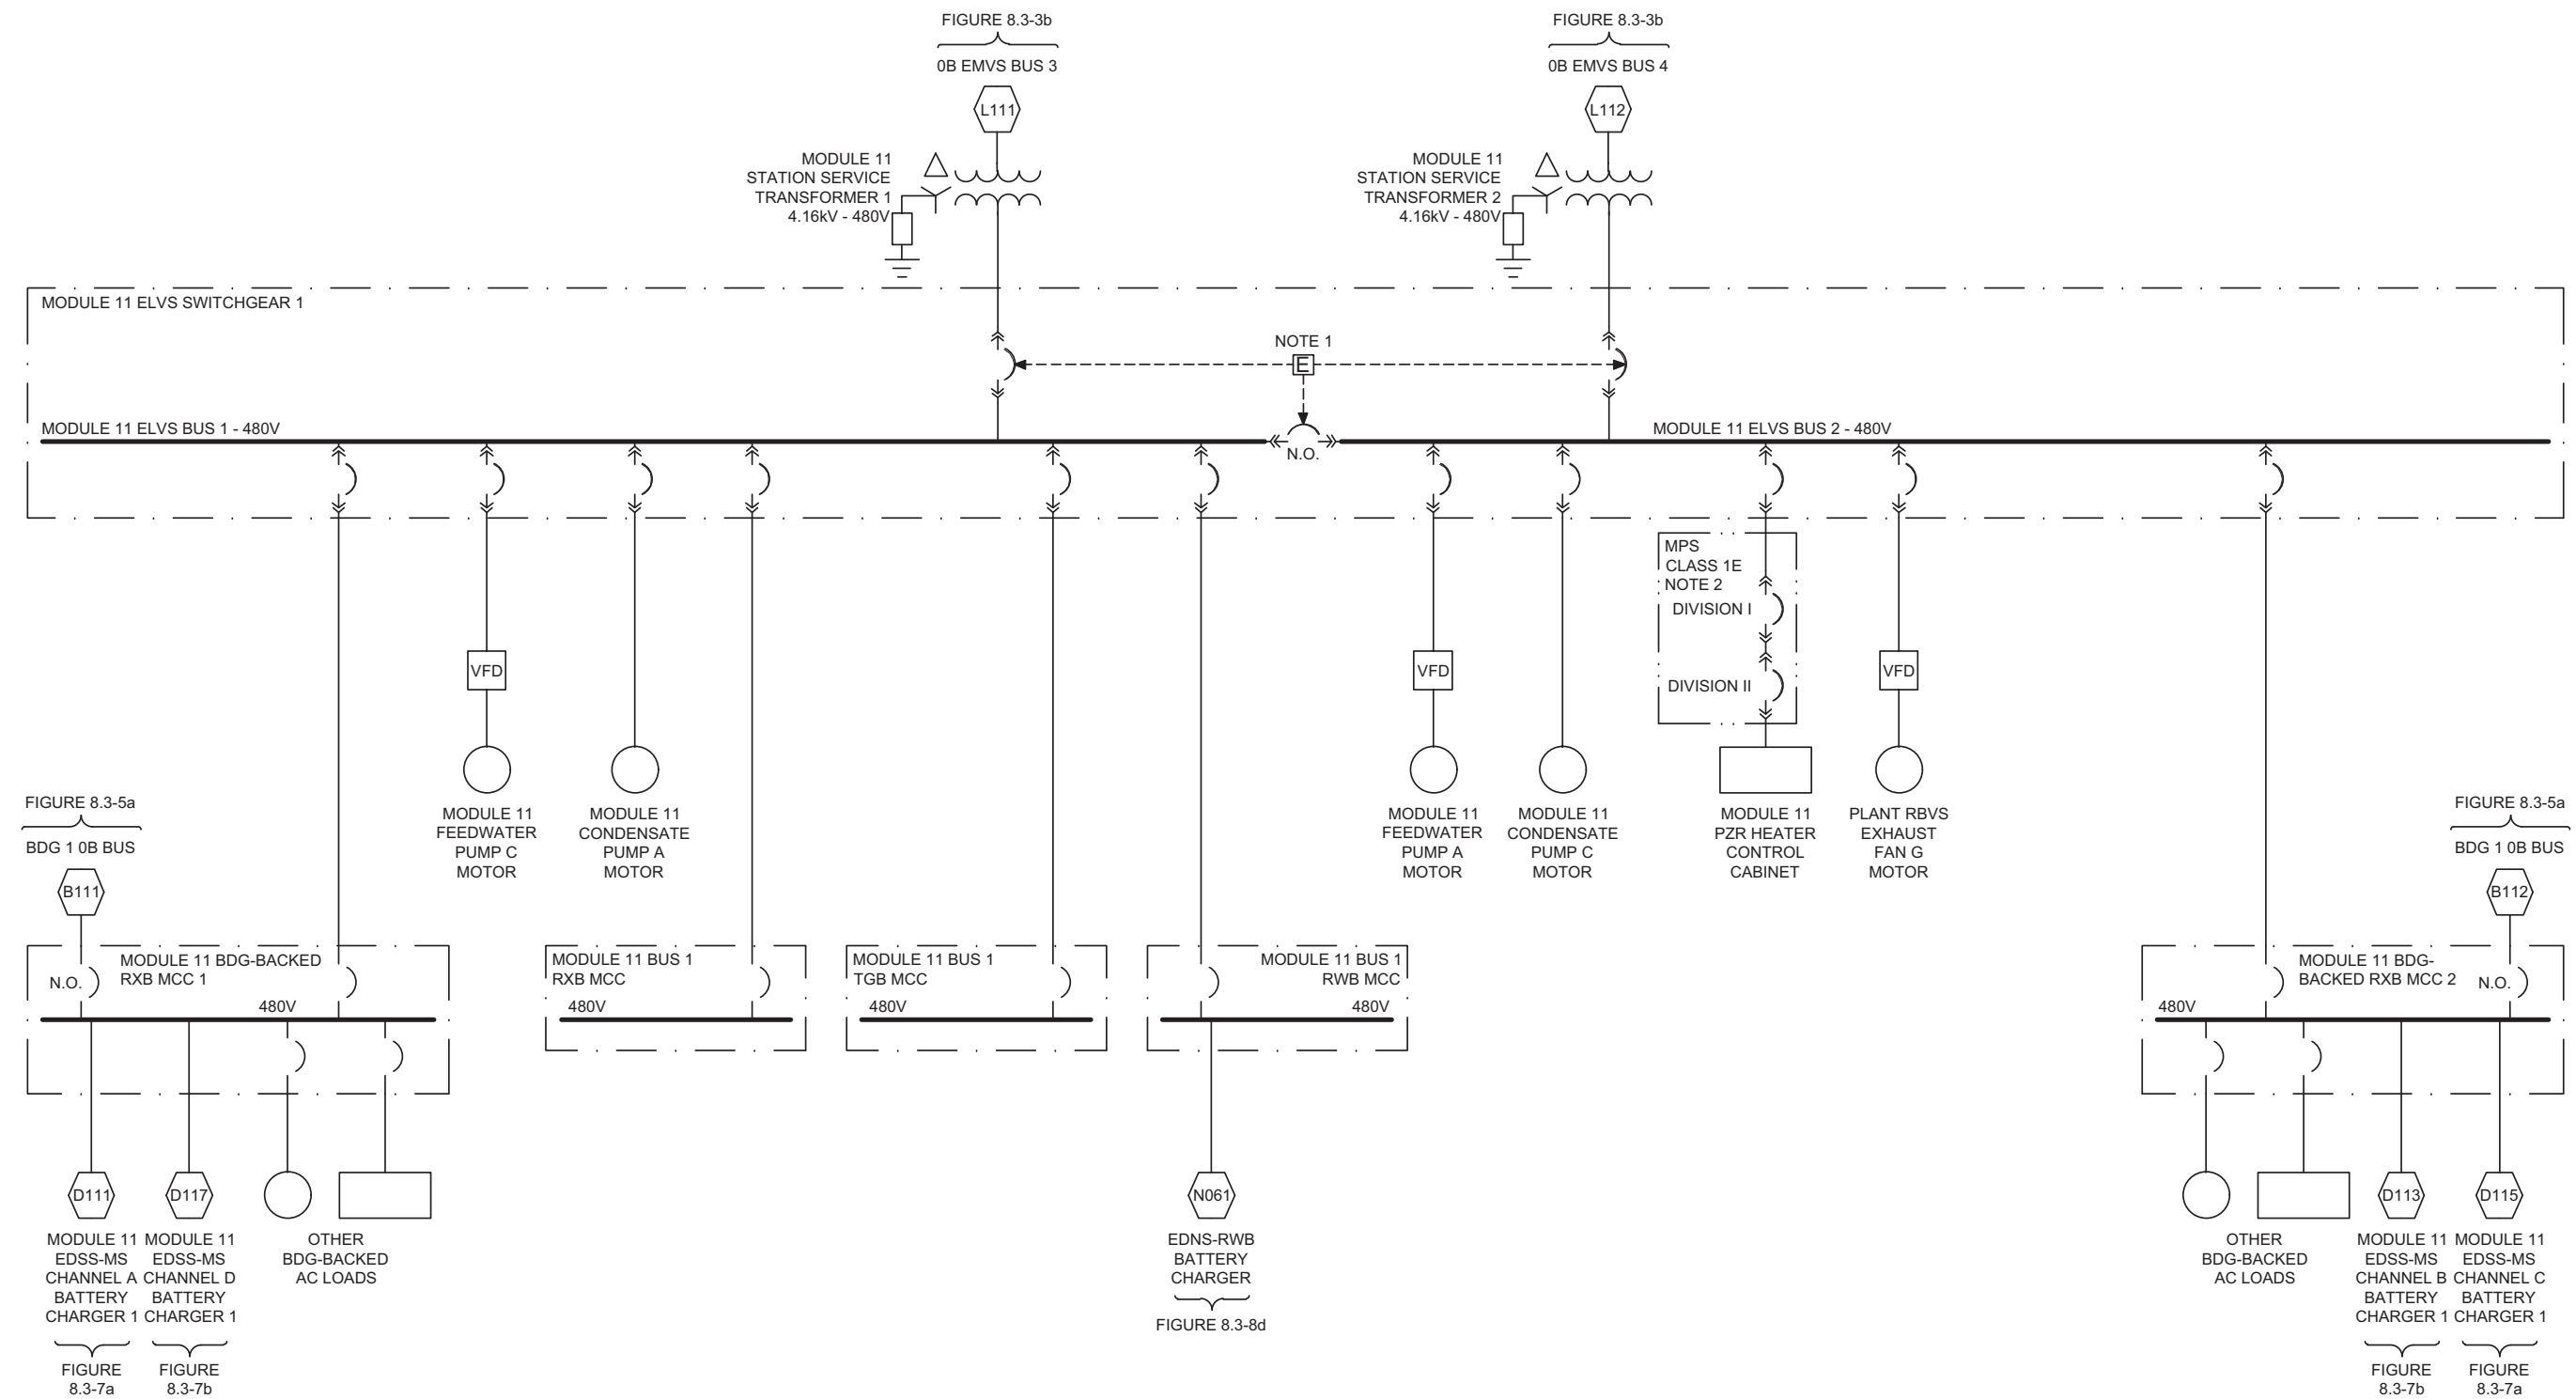 FIGURE 8.3-3b
0B EMVS BUS 3
L111
MODULE 11
STATION SERVICE
TRANSFORMER 1
4.16kV - 480V
FIGURE 8.3-3b
0B EMVS BUS 4
L112
MODULE 11
STATION SERVICE
TRANSFORMER 2
4.16kV - 480V
MODULE 11 ELVS SWITCHGEAR 1
NOTE 1
E
MODULE 11 ELVS BUS 1 - 480V
N.O.
MODULE 11 ELVS BUS 2 - 480V
MPS
CLASS 1E
NOTE 2
DIVISION I
DIVISION II
VFD
VFD
VFD
MODULE 11
FEEDWATER
PUMP C
MOTOR
MODULE 11
CONDENSATE
PUMP A
MOTOR
MODULE 11
FEEDWATER
PUMP A
MOTOR
MODULE 11
CONDENSATE
PUMP C
MOTOR
MODULE 11
PZR HEATER
CONTROL
CABINET
PLANT RBVS
EXHAUST
FAN G
MOTOR
FIGURE 8.3-5a
BDG 1 0B BUS
B111
FIGURE 8.3-5a
BDG 1 0B BUS
B112
N.O.
MODULE 11 BDG-BACKED
RXB MCC 1
480V
MODULE 11 BUS 1
RXB MCC
480V
MODULE 11 BUS 1
TGB MCC
480V
MODULE 11 BUS 1
RWB MCC
480V
MODULE 11 BDG-
BACKED RXB MCC 2
N.O.
480V
D111
MODULE 11
EDSS-MS
CHANNEL A
BATTERY
CHARGER 1
FIGURE
8.3-7a
D117
MODULE 11
EDSS-MS
CHANNEL D
BATTERY
CHARGER 1
FIGURE
8.3-7b
OTHER
BDG-BACKED
AC LOADS
N061
EDNS-RWB
BATTERY
CHARGER
FIGURE 8.3-8d
OTHER
BDG-BACKED
AC LOADS
D113
MODULE 11
EDSS-MS
CHANNEL B
BATTERY
CHARGER 1
FIGURE
8.3-7b
D115
MODULE 11
EDSS-MS
CHANNEL C
BATTERY
CHARGER 1
FIGURE
8.3-7a